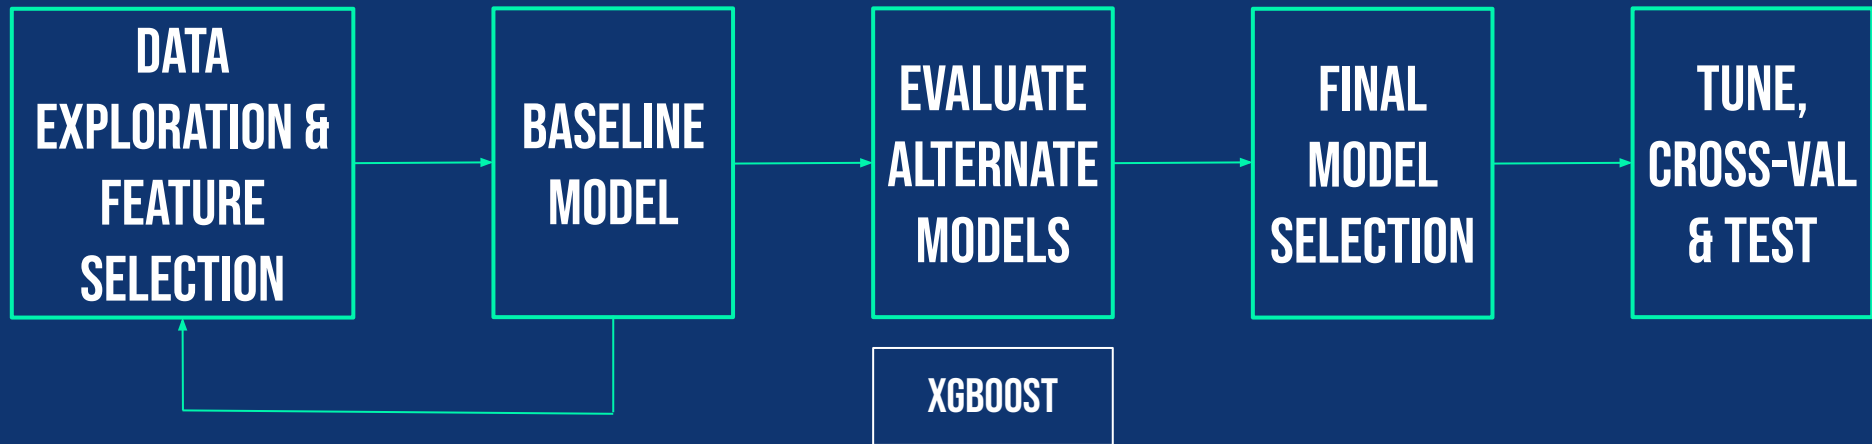 DATA
EXPLORATION &
FEATURE
SELECTION
BASELINE
MODEL
EVALUATE
ALTERNATE
MODELS
FINAL
MODEL
SELECTION
TUNE,
CROSS-VAL
& TEST
XGBOOST